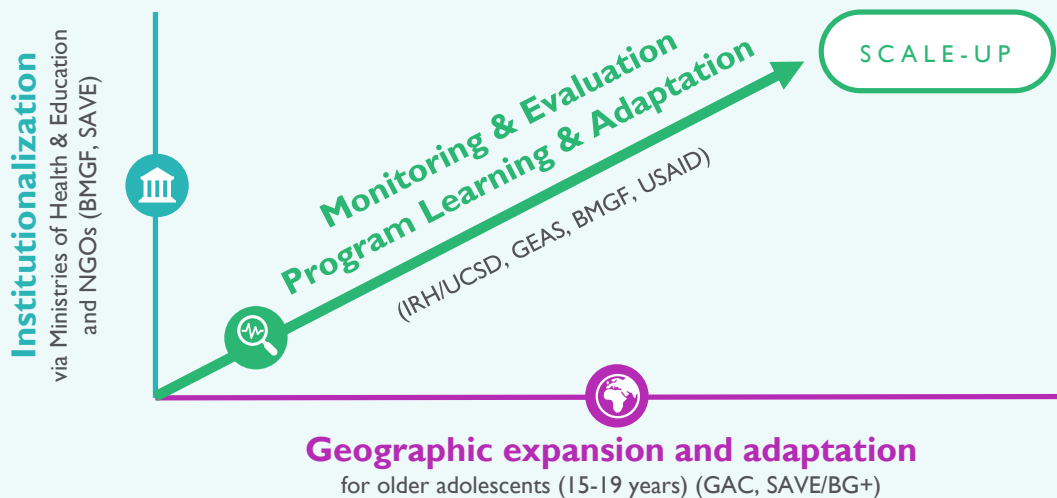 Institutionalization
via Ministries of Health & Education
and NGOs (BMGF, SAVE)
Monitoring & Evaluation
Program Learning & Adaptation
(IRH/UCSD, GEAS, BMGF, USAID)
SCALE-UP
Geographic expansion and adaptation
for older adolescents (15-19 years) (GAC, SAVE/BG+)